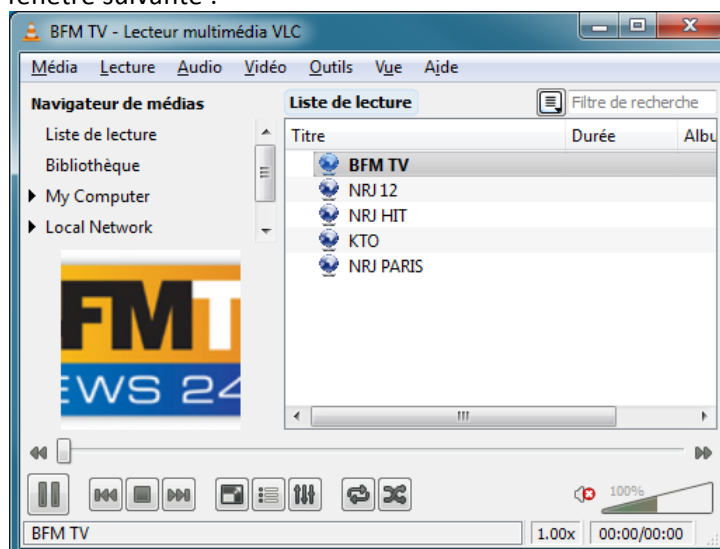 fenêtre suivante :
BFM TV - Lecteur multimédia VLC
Média Lecture Audio Vidéo Outils Vue Aide
Navigateur de médias
Liste de lecture
Bibliothèque
My Computer
Local Network
FMT
EWS 24
Liste de lecture
Filtre de recherche
Titre Durée Albu
BFM TV
NRJ 12
NRJ HIT
KTO
NRJ PARIS
100%
BFM TV 1.00x 00:00/00:00